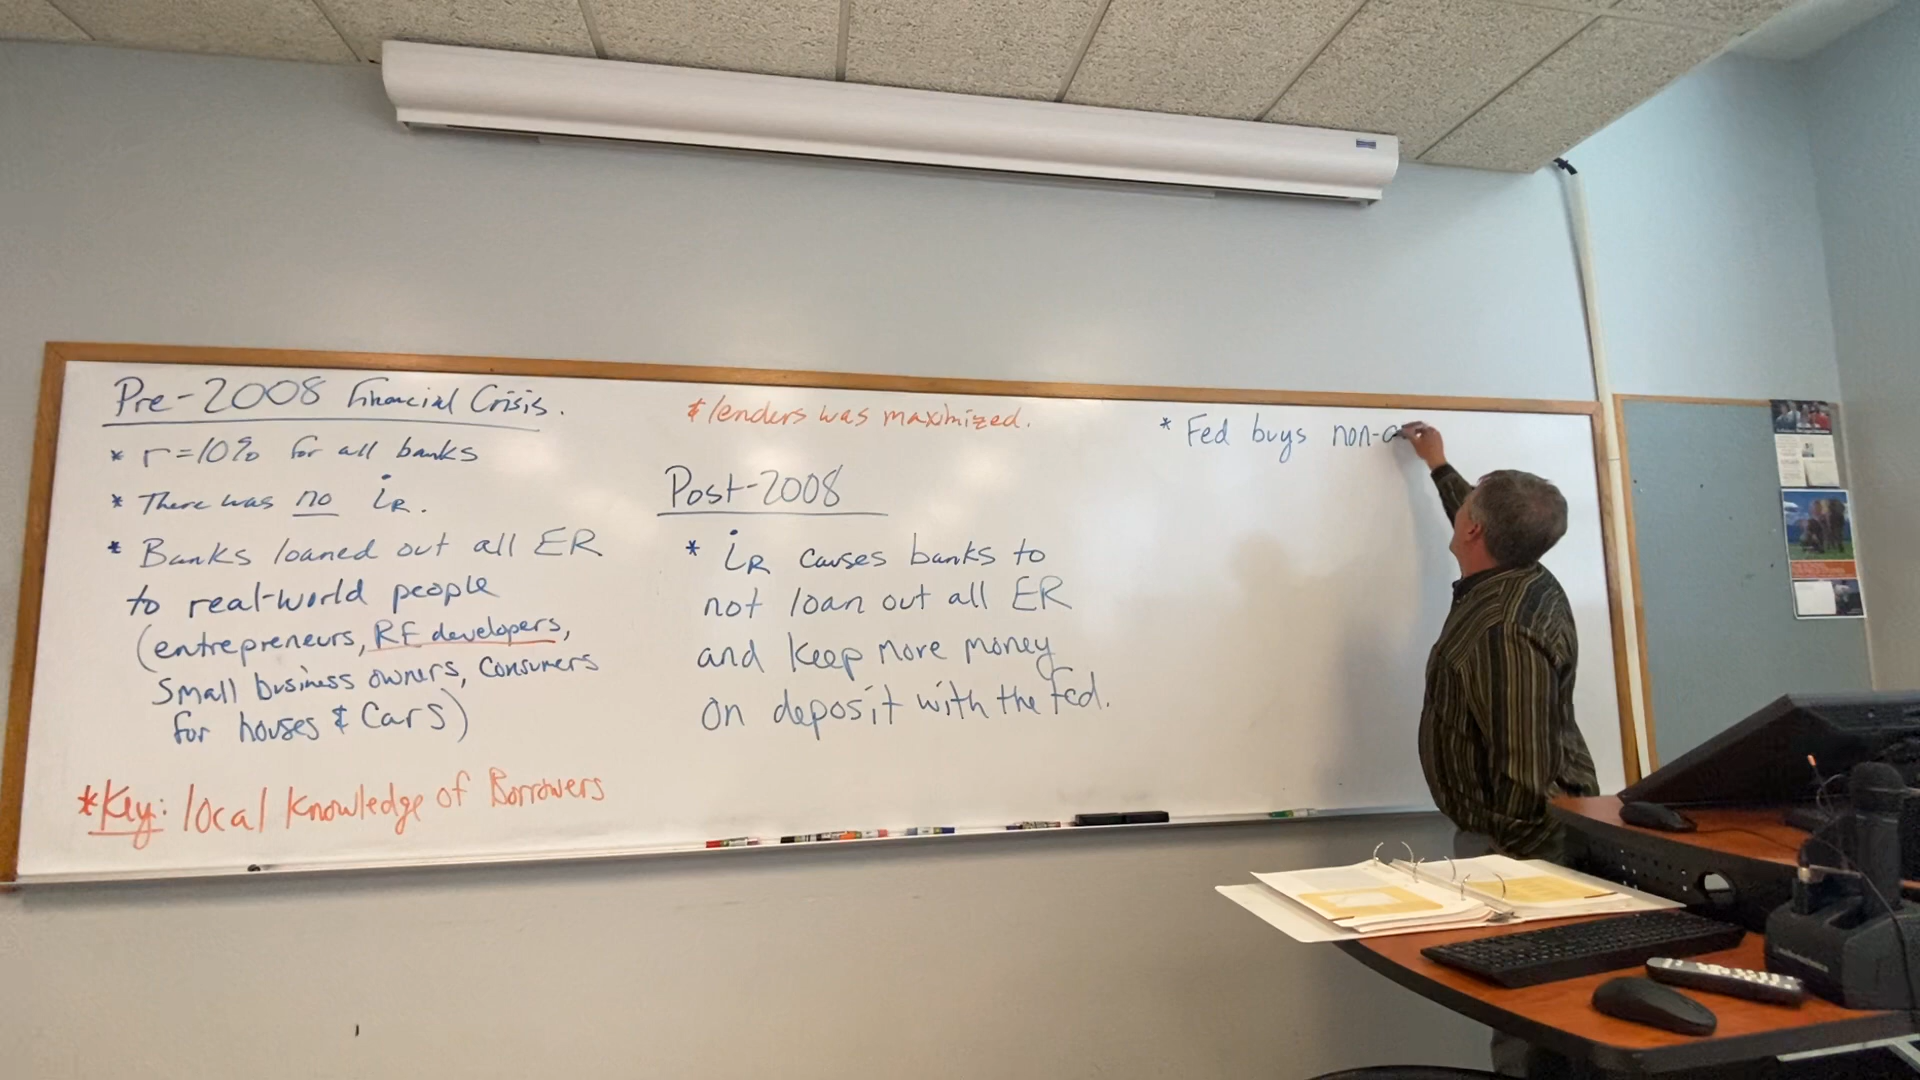 Pre-2008 Financial Crisis.
* r=10% for all banks
* There was no iR.
* Banks loaned out all ER
to real-world people
(entrepreneurs, RE developers,
small business owners, consumers
for houses & cars)
*Key: local knowledge of Borrowers
& lenders was maximized.
Post-2008
* iR causes banks to
not loan out all ER
and keep more money
on deposit with the Fed.
* Fed buys non-a